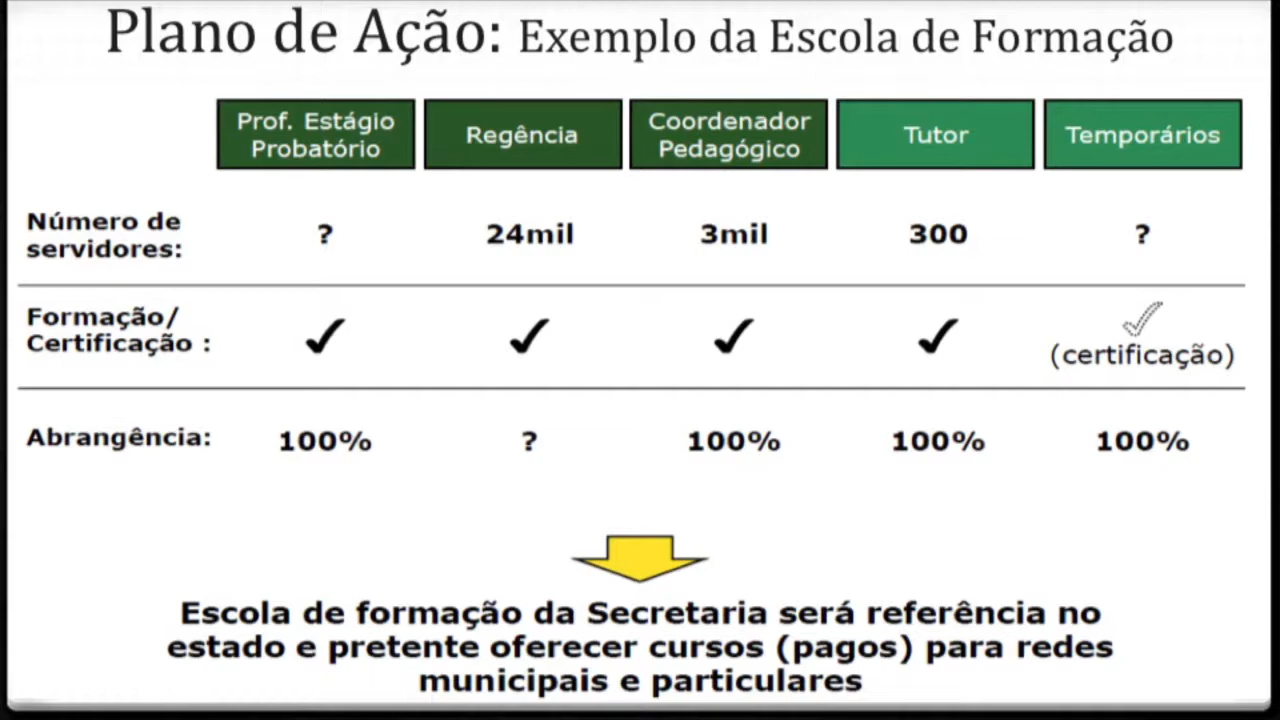 Plano de Ação: Exemplo da Escola de Formação
Prof. Estágio
Probatório
Regência
Coordenador
Pedagógico
Tutor
Temporários
Número de
servidores:
?
24mil
3mil
300
?
Formação/
Certificação :
✓
✓
✓
✓
✓
(certificação)
Abrangência:
100%
?
100%
100%
100%
Escola de formação da Secretaria será referência no
estado e pretente oferecer cursos (pagos) para redes
municipais e particulares